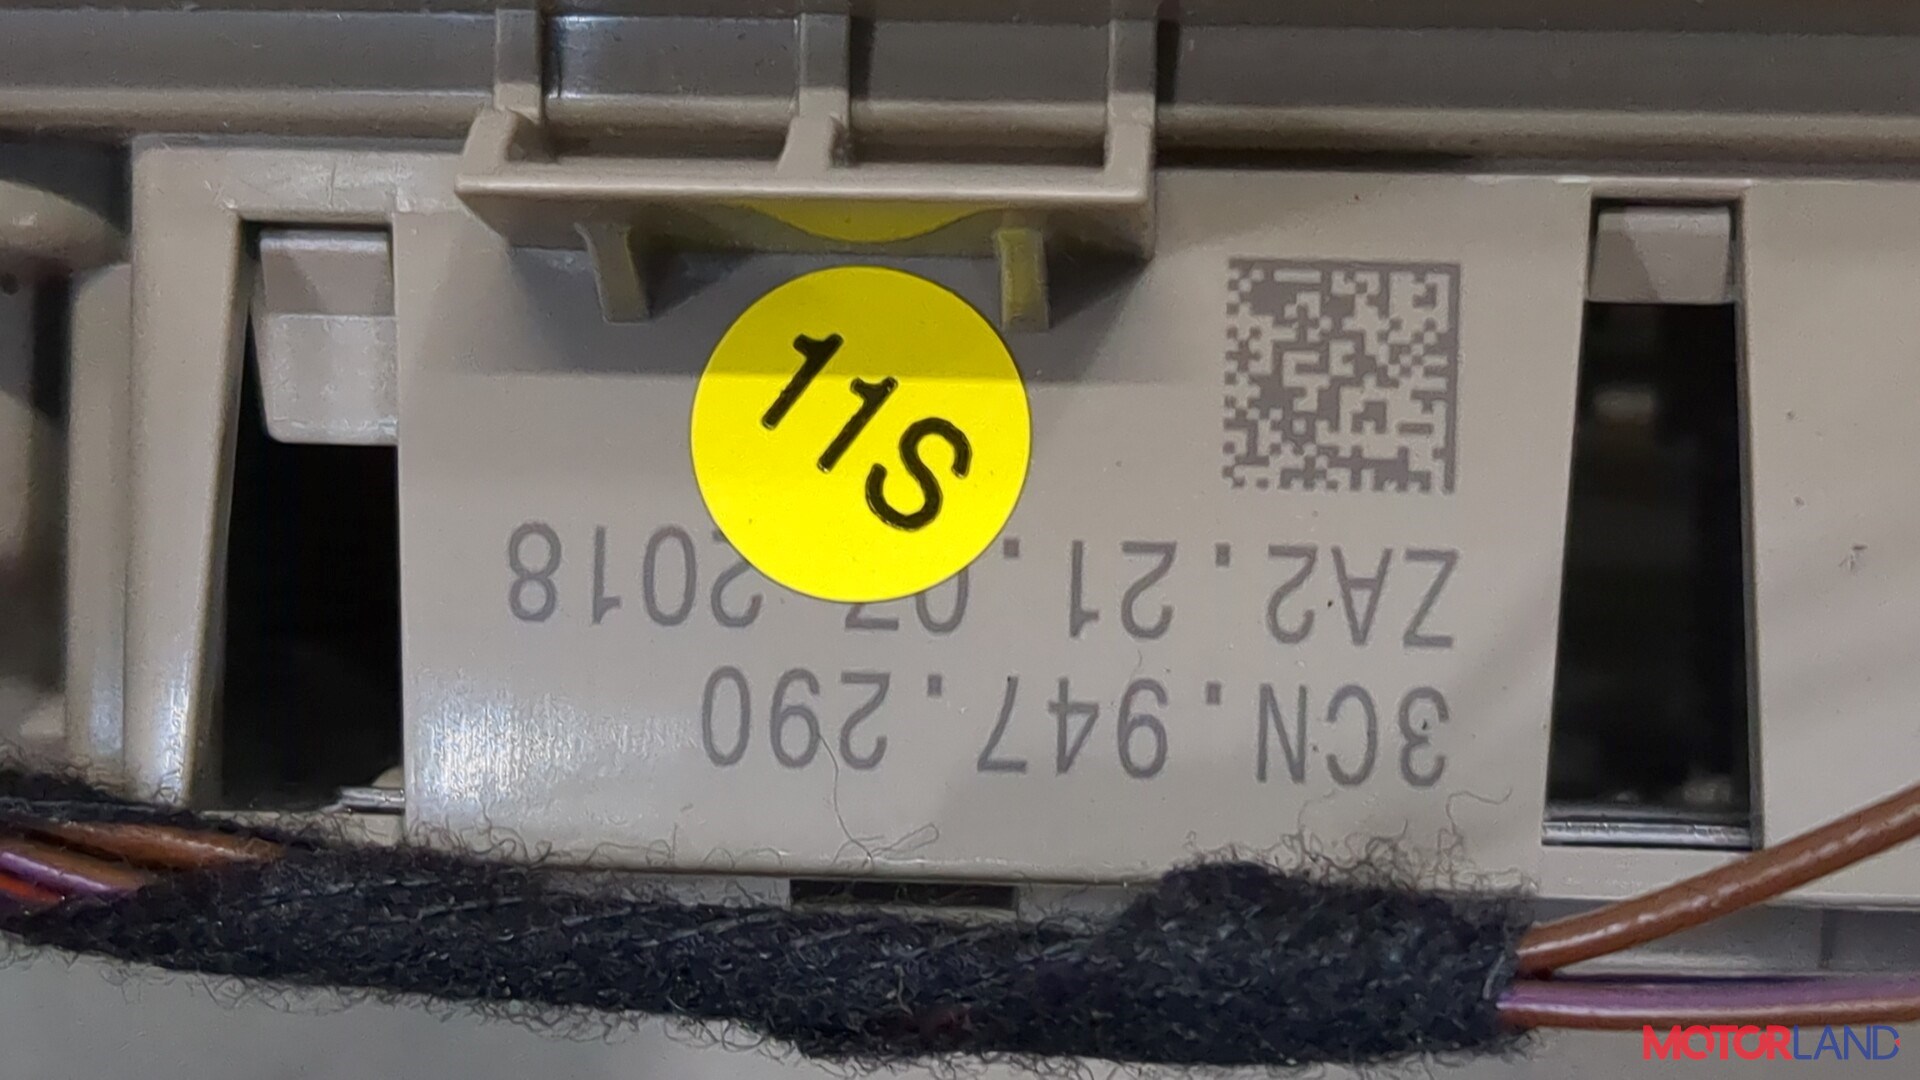 3CN.947.290
ZA2.21.07.2018
11S
MOTORLAND